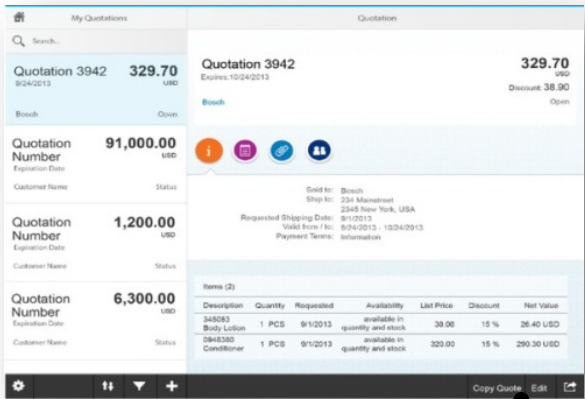 My Quotations
Quotation
Search...
Quotation 3942 329.70
9/24/2013 USD
Bosch Open
Quotation Number 91,000.00
Expiration Date USD
Customer Name Status
Quotation Number 1,200.00
Expiration Date USD
Customer Name Status
Quotation Number 6,300.00
Expiration Date USD
Customer Name Status
Quotation 3942 329.70
Expires:10/24/2013 USD
Discount: 38.90
Bosch Open
Sold to: Bosch
Ship to: 234 Mainstreet
2345 New York, USA
Requested Shipping Date: 9/1/2013
Valid from / to: 9/24/2013 - 10/24/2013
Payment Terms: Information
Items (2)
Description Quantity Requested Availability List Price Discount Net Value
345083 Body Lotion 1 PCS 9/1/2013 available in quantity and stock 15 % 26.40 USD
Conditioner 1 PCS 9/1/2013 available in quantity and stock 320.00 15 % 290.30 USD
Copy Quote Edit